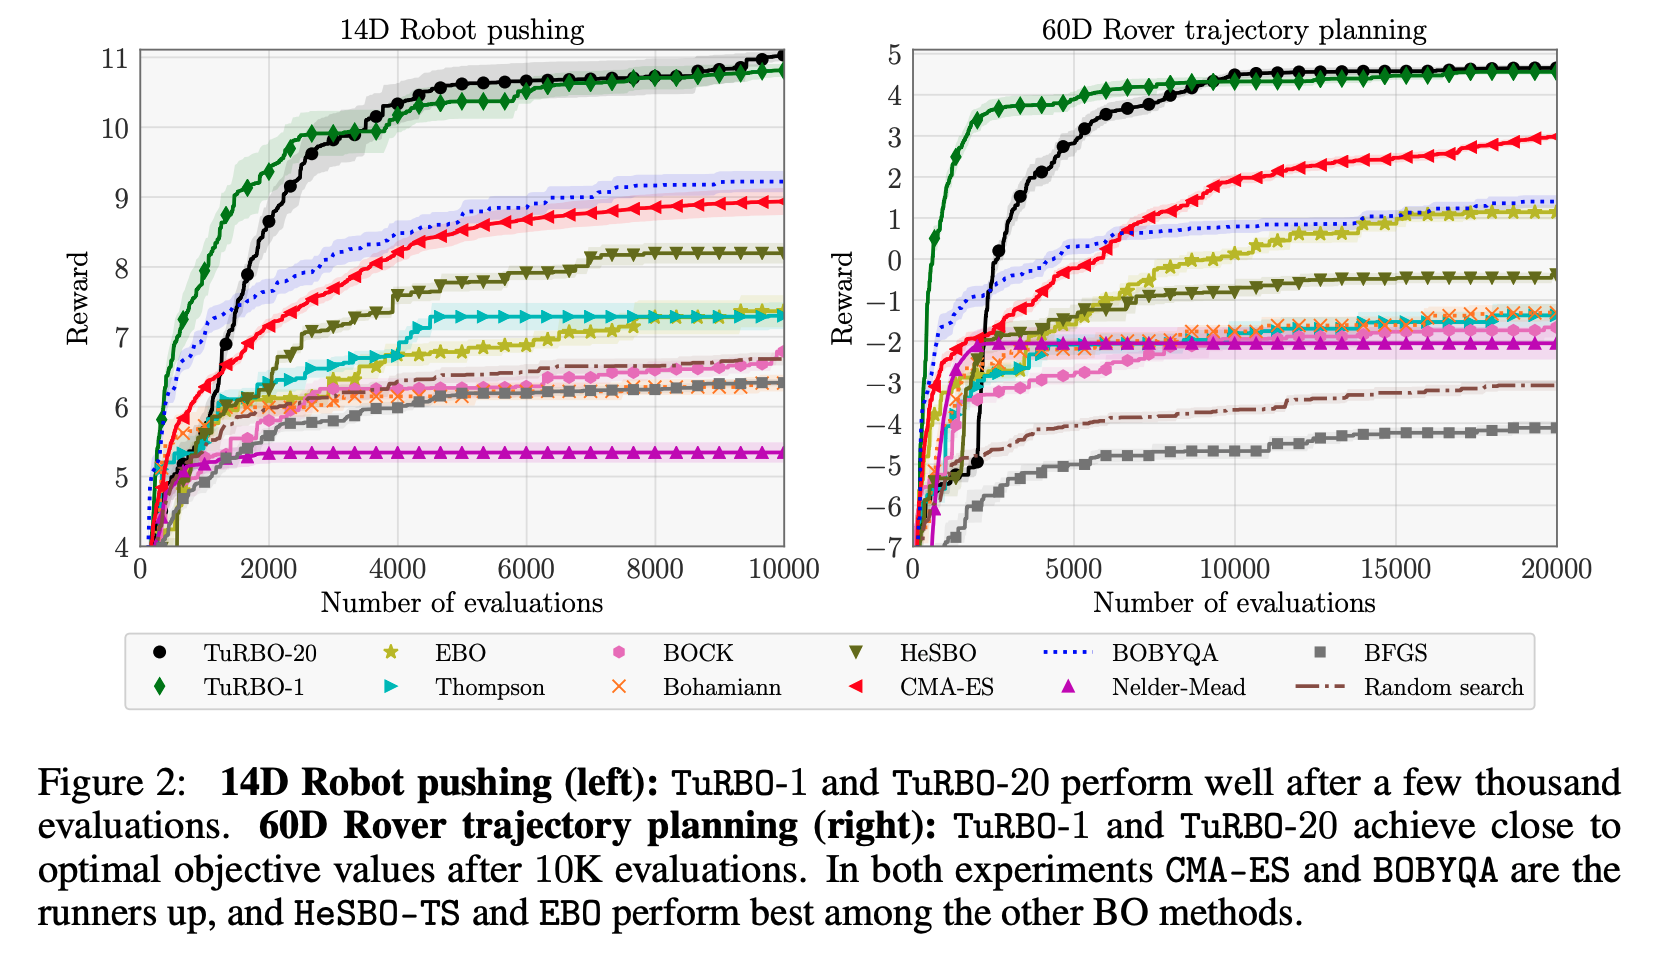 14D Robot pushing
11
10
9
8
7
6
5
4
Reward
0 2000 4000 6000 8000 10000
Number of evaluations
60D Rover trajectory planning
5
4
3
2
1
0
−1
−2
−3
−4
−5
−6
−7
Reward
0 5000 10000 15000 20000
Number of evaluations
TuRBO-20 EBO BOCK HeSBO BOBYQA BFGS
TuRBO-1 Thompson Bohamiann CMA-ES Nelder-Mead Random search
Figure 2: 14D Robot pushing (left): TuRBO-1 and TuRBO-20 perform well after a few thousand
evaluations. 60D Rover trajectory planning (right): TuRBO-1 and TuRBO-20 achieve close to
optimal objective values after 10K evaluations. In both experiments CMA-ES and BOBYQA are the
runners up, and HeSBO-TS and EBO perform best among the other BO methods.